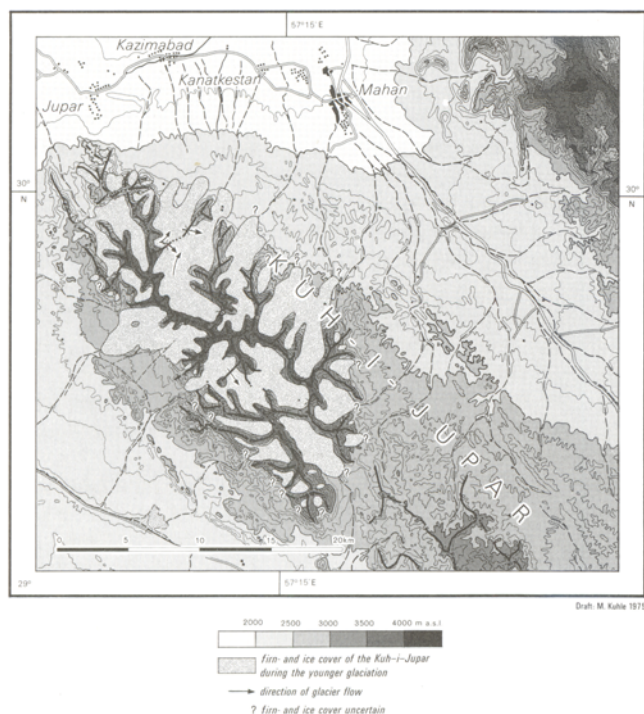 57°15' E
Kazimabad
Kanatkestan
Mahan
Jupar
30°
N
30°
N
?
KUH-I-JUPAR
0 5 10 15 20km
29°
57°15' E
Draft: M. Kuhle 1975
2000 2500 3000 3500 4000 m a.s.l.
firn- and ice cover of the Kuh-i-Jupar
during the younger glaciation
direction of glacier flow
? firn- and ice cover uncertain